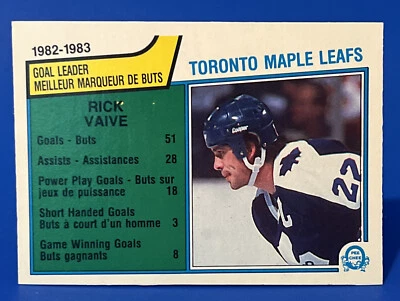 1982-1983
GOAL LEADER
MEILLEUR MARQUEUR DE BUTS
TORONTO MAPLE LEAFS
RICK
VAIVE
Goals - Buts 51
Assists - Assistances 28
Power Play Goals - Buts sur
jeux de puissance 18
Short Handed Goals
Buts à court d'un homme 3
Game Winning Goals
Buts gagnants 8
Cooper
C
22
O
PEE
CHEE